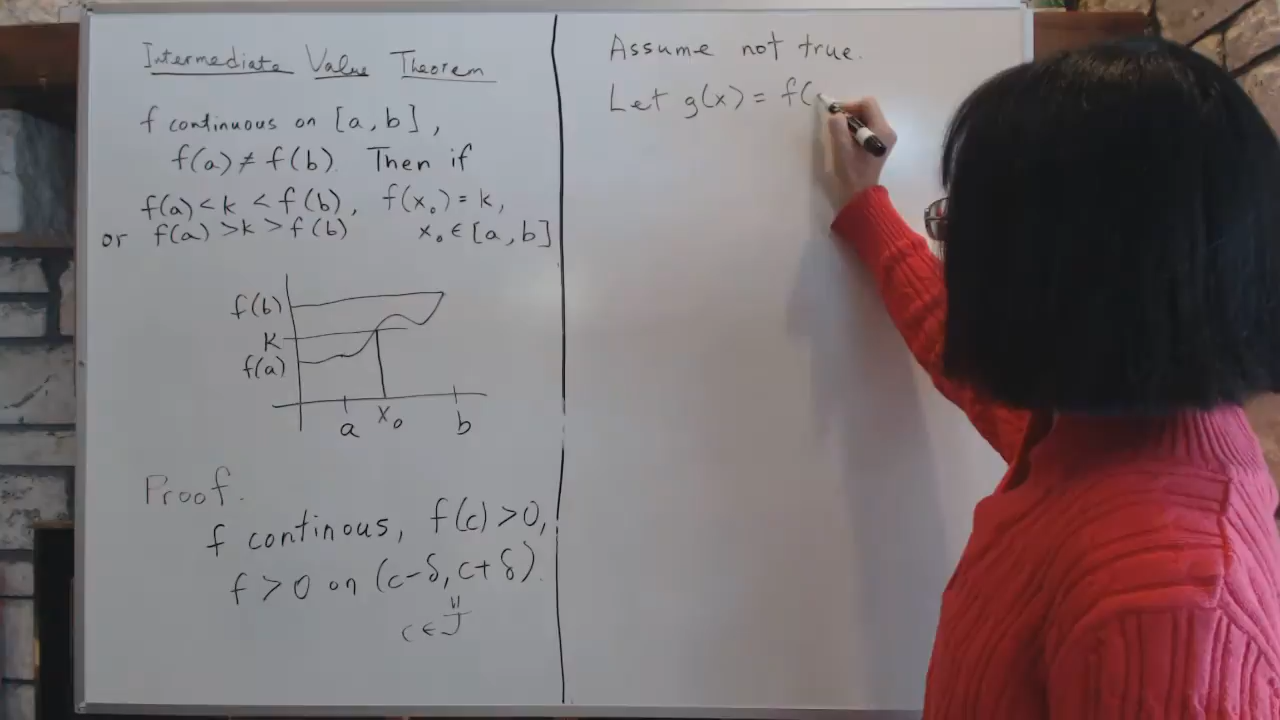 Intermediate Value Theorem
f continuous on [a, b],
f(a) ≠ f(b). Then if
f(a) < k < f(b), f(x₀) = k,
or f(a) > k > f(b) x₀ ∈ [a, b]
f(b)
K
f(a)
a x₀ b
Proof.
f continous, f(c) > 0,
f > 0 on (c-δ, c+δ).
c ∈ J
Assume not true.
Let g(x) = f(